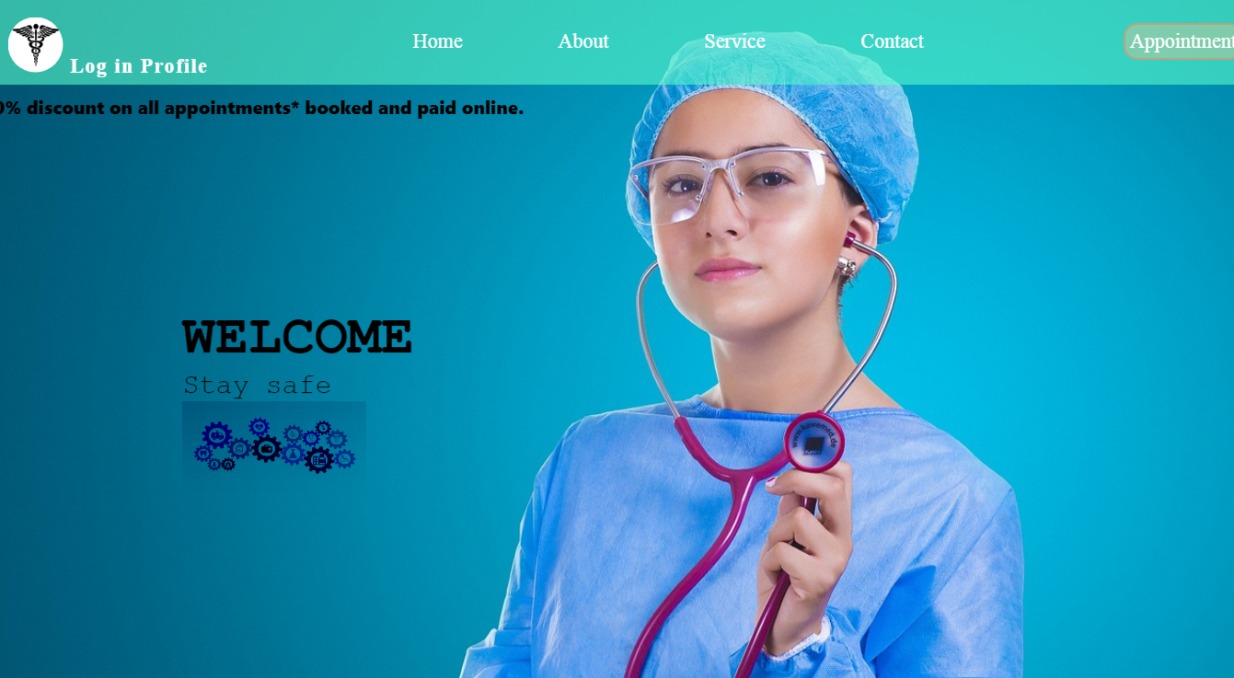 Home About Service Contact Appointment
Log in Profile
0% discount on all appointments* booked and paid online.
WELCOME
Stay safe